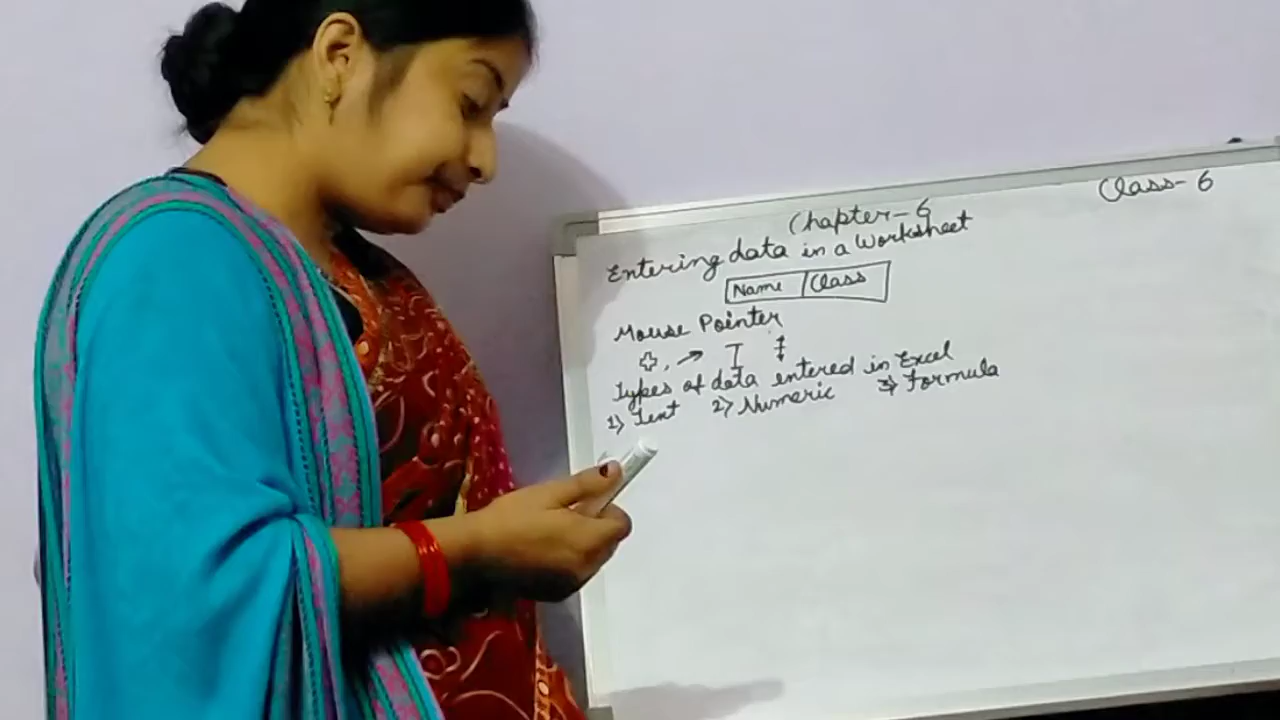 Class- 6
Chapter-6
Entering data in a Worksheet
Name Class
Mouse Pointer
Types of data entered in Excel
1) Text 2) Numeric 3) Formula